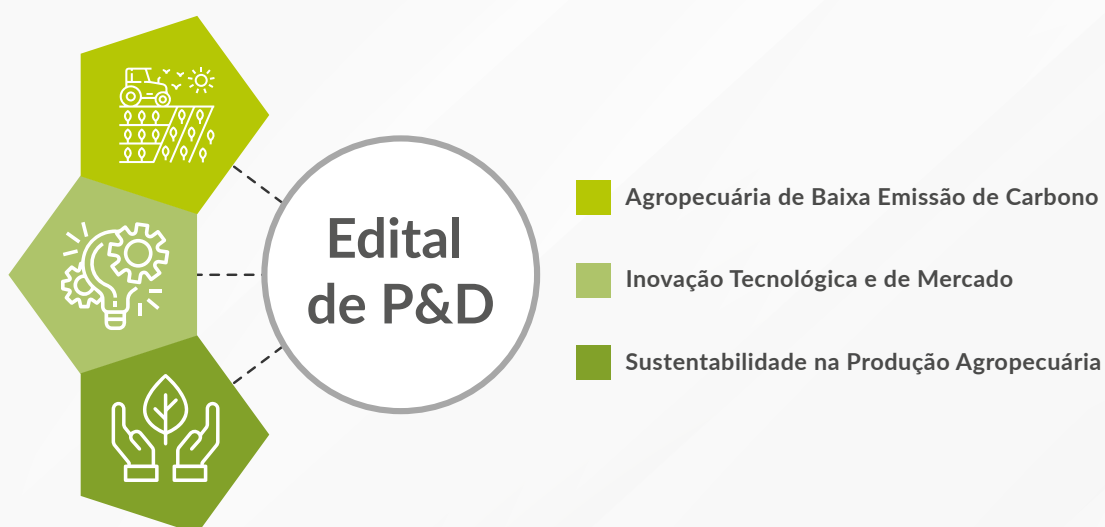 Edital
de P&D
Agropecuária de Baixa Emissão de Carbono
Inovação Tecnológica e de Mercado
Sustentabilidade na Produção Agropecuária